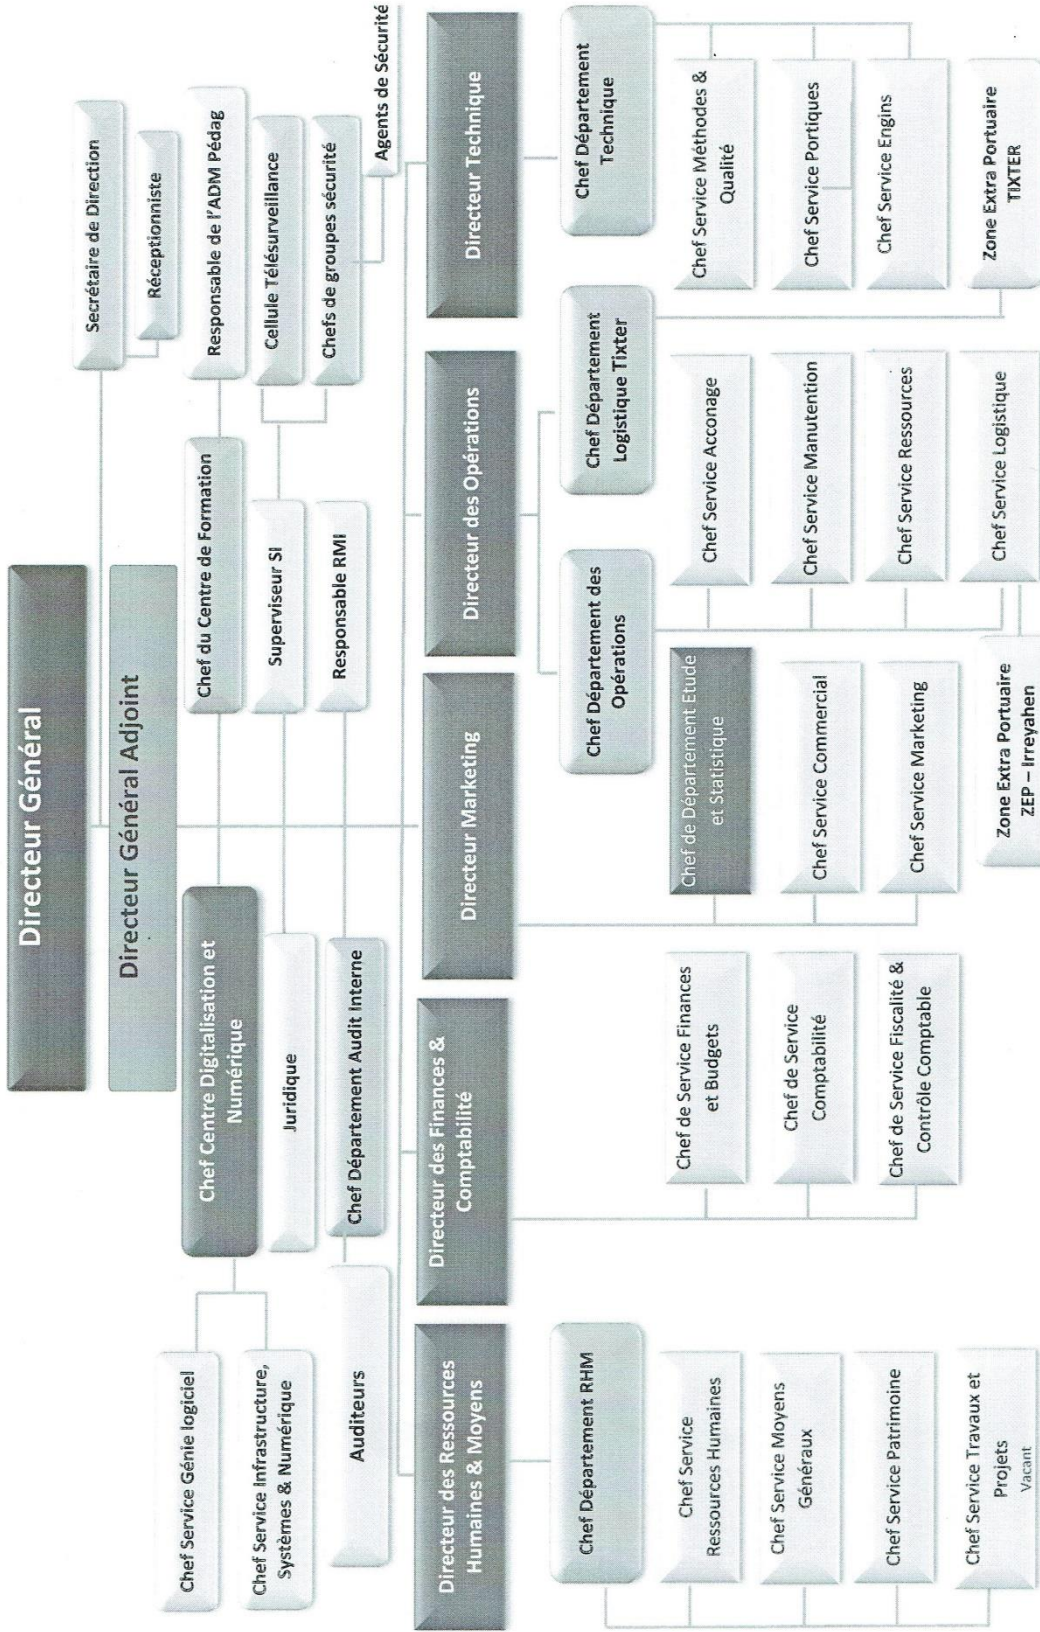 Directeur Général
Directeur Général Adjoint
Secrétaire de Direction
Réceptionniste
Chef Centre Digitalisation et
Numérique
Chef Service Génie logiciel
Chef Service Infrastructure,
Systèmes & Numérique
Chef du Centre de Formation
Responsable de l'ADM Pédag
Juridique
Superviseur SI
Cellule Télésurveillance
Chefs de groupes sécurité
Agents de Sécurité
Chef Département Audit Interne
Auditeurs
Responsable RMI
Directeur des Ressources
Humaines & Moyens
Directeur des Finances &
Comptabilité
Directeur Marketing
Directeur des Opérations
Directeur Technique
Chef Département RHM
Chef Service
Ressources Humaines
Chef Service Moyens
Généraux
Chef Service Patrimoine
Chef Service Travaux et
Projets
Vacant
Chef de Service Finances
et Budgets
Chef de Service
Comptabilité
Chef de Service Fiscalité &
Contrôle Comptable
Chef de Département Etude
et Statistique
Chef Service Commercial
Chef Service Marketing
Chef Département des
Opérations
Chef Service Acconage
Chef Service Manutention
Chef Service Ressources
Chef Service Logistique
Zone Extra Portuaire
ZEP – Irreyahen
Chef Département
Logistique Tixter
Zone Extra Portuaire
TIXTER
Chef Département
Technique
Chef Service Méthodes &
Qualité
Chef Service Portiques
Chef Service Engins